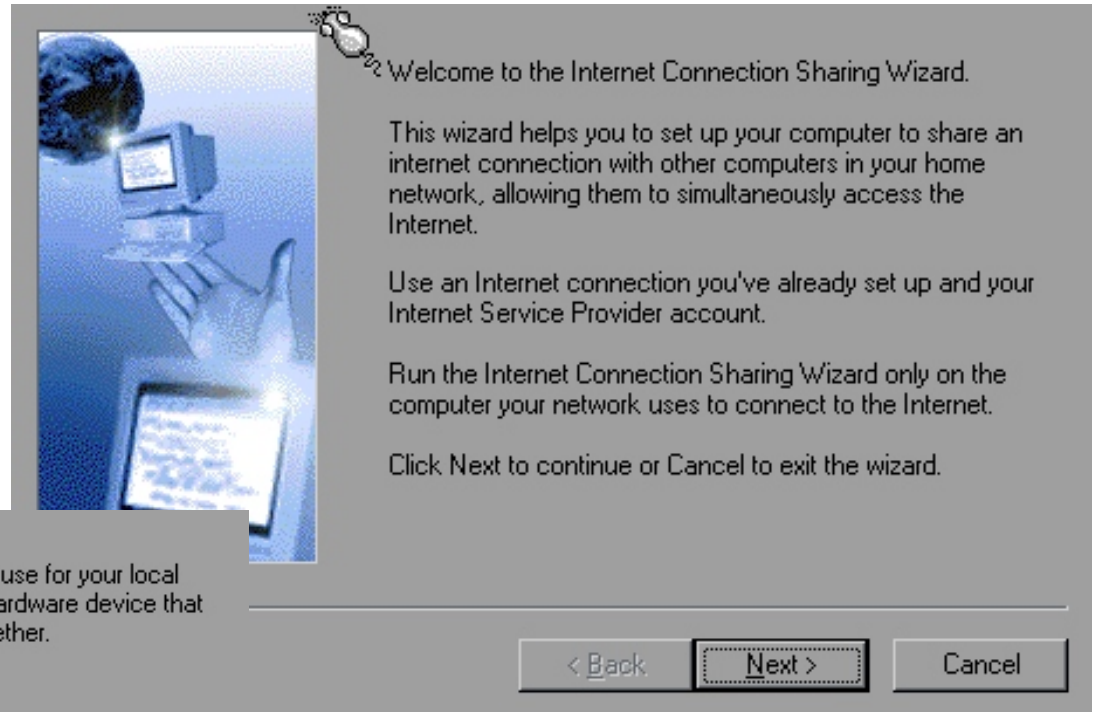 Welcome to the Internet Connection Sharing Wizard.
This wizard helps you to set up your computer to share an
internet connection with other computers in your home
network, allowing them to simultaneously access the
Internet.
Use an Internet connection you've already set up and your
Internet Service Provider account.
Run the Internet Connection Sharing Wizard only on the
computer your network uses to connect to the Internet.
Click Next to continue or Cancel to exit the wizard.
use for your local
ardware device that
ether.
< Back
Next >
Cancel